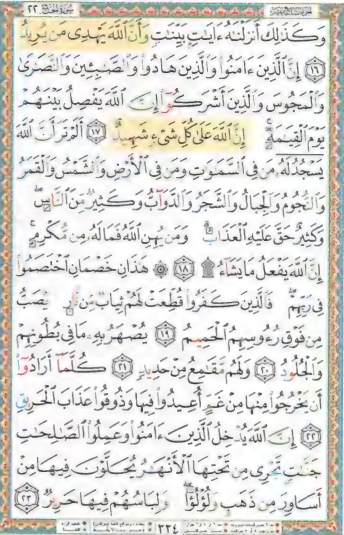 سورة الحج ٢٢
وَكَذَٰلِكَ أَنزَلْنَٰهُ ءَايَٰتٍۭ بَيِّنَٰتٍ وَأَنَّ ٱللَّهَ يَهْدِى مَن يُرِيدُ
١٦ إِنَّ ٱلَّذِينَ ءَامَنُوا۟ وَٱلَّذِينَ هَادُوا۟ وَٱلصَّٰبِـِٔينَ وَٱلنَّصَٰرَىٰ
وَٱلْمَجُوسَ وَٱلَّذِينَ أَشْرَكُوٓا۟ إِنَّ ٱللَّهَ يَفْصِلُ بَيْنَهُمْ
يَوْمَ ٱلْقِيَٰمَةِ ۚ إِنَّ ٱللَّهَ عَلَىٰ كُلِّ شَىْءٍ شَهِيدٌ ١٧ أَلَمْ تَرَ أَنَّ ٱللَّهَ
يَسْجُدُ لَهُۥ مَن فِى ٱلسَّمَٰوَٰتِ وَمَن فِى ٱلْأَرْضِ وَٱلشَّمْسُ وَٱلْقَمَرُ
وَٱلنُّجُومُ وَٱلْجِبَالُ وَٱلشَّجَرُ وَٱلدَّوَآبُّ وَكَثِيرٌ مِّنَ ٱلنَّاسِ ۖ
وَكَثِيرٌ حَقَّ عَلَيْهِ ٱلْعَذَابُ ۗ وَمَن يُهِنِ ٱللَّهُ فَمَا لَهُۥ مِن مُّكْرِمٍ ۚ
إِنَّ ٱللَّهَ يَفْعَلُ مَا يَشَآءُ ۩ ١٨ ۞ هَٰذَانِ خَصْمَانِ ٱخْتَصَمُوا۟
فِى رَبِّهِمْ ۖ فَٱلَّذِينَ كَفَرُوا۟ قُطِّعَتْ لَهُمْ ثِيَابٌ مِّن نَّارٍ يُصَبُّ
مِن فَوْقِ رُءُوسِهِمُ ٱلْحَمِيمُ ١٩ يُصْهَرُ بِهِۦ مَا فِى بُطُونِهِمْ
وَٱلْجُلُودُ ٢٠ وَلَهُم مَّقَٰمِعُ مِنْ حَدِيدٍ ٢١ كُلَّمَآ أَرَادُوٓا۟
أَن يَخْرُجُوا۟ مِنْهَا مِنْ غَمٍّ أُعِيدُوا۟ فِيهَا وَذُوقُوا۟ عَذَابَ ٱلْحَرِيقِ
٢٢ إِنَّ ٱللَّهَ يُدْخِلُ ٱلَّذِينَ ءَامَنُوا۟ وَعَمِلُوا۟ ٱلصَّٰلِحَٰتِ
جَنَّٰتٍ تَجْرِى مِن تَحْتِهَا ٱلْأَنْهَٰرُ يُحَلَّوْنَ فِيهَا مِنْ
أَسَاوِرَ مِن ذَهَبٍ وَلُؤْلُؤًا ۖ وَلِبَاسُهُمْ فِيهَا حَرِيرٌ ٢٣
٣٣٤